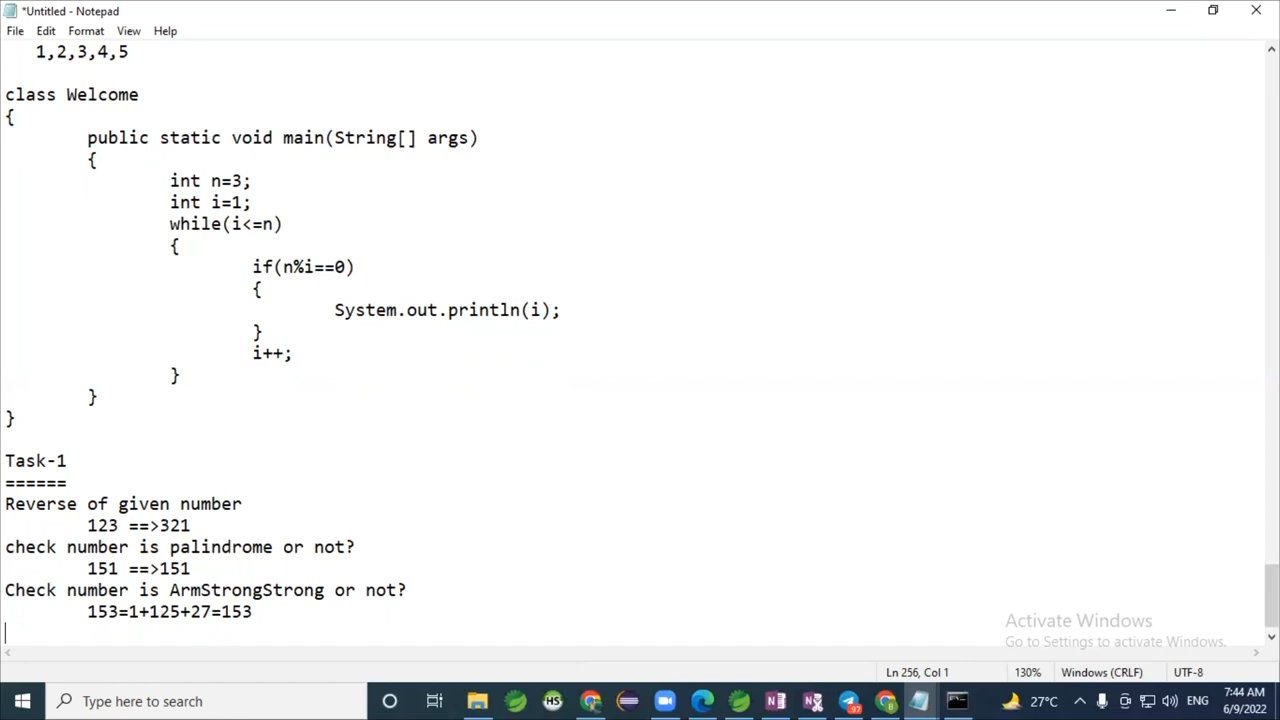 *Untitled - Notepad
File Edit Format View Help
1,2,3,4,5
class Welcome
{
public static void main(String[] args)
{
int n=3;
int i=1;
while(i<=n)
{
if(n%i==0)
{
System.out.println(i);
}
i++;
}
}
}
Task-1
======
Reverse of given number
123 ==>321
check number is palindrome or not?
151 ==>151
Check number is ArmStrongStrong or not?
153=1+125+27=153
Activate Windows
Go to Settings to activate Windows.
Ln 256, Col 1 130% Windows (CRLF) UTF-8
Type here to search HS 27°C ENG 7:44 AM
6/9/2022